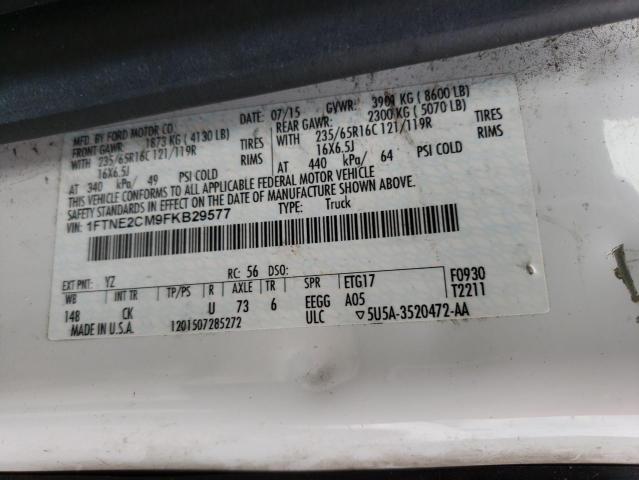 MFD. BY FORD MOTOR CO. DATE: 07/15 GVWR: 3901 KG ( 8600 LB)
FRONT GAWR: 1873 KG ( 4130 LB) REAR GAWR: 2300 KG ( 5070 LB)
WITH 235/65R16C 121/119R TIRES WITH 235/65R16C 121/119R TIRES
16X6.5J RIMS 16X6.5J RIMS
AT 340 kPa/ 49 PSI COLD AT 440 kPa/ 64 PSI COLD
THIS VEHICLE CONFORMS TO ALL APPLICABLE FEDERAL MOTOR VEHICLE
SAFETY STANDARDS IN EFFECT ON THE DATE OF MANUFACTURE SHOWN ABOVE.
VIN: 1FTNE2CM9FKB29577 TYPE: Truck
EXT PNT: YZ RC: 56 DSO:
WB INT TR TP/PS R AXLE TR SPR ETG17 F0930
148 CK U 73 6 EEGG A05 T2211
MADE IN U.S.A. 1201507285272 ULC ▽5U5A-3520472-AA